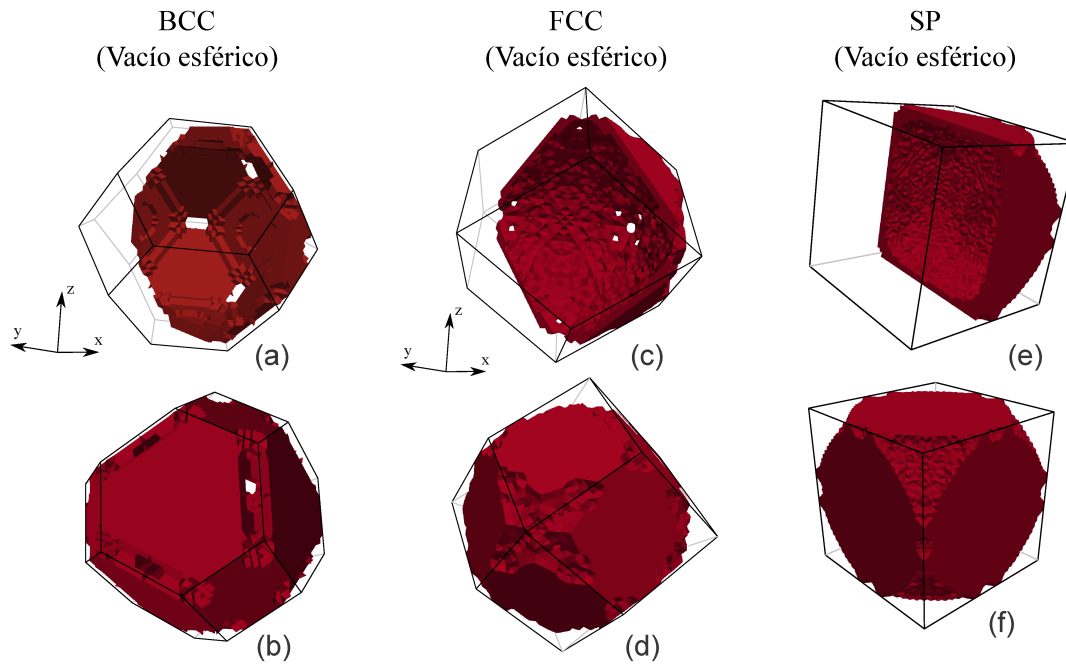 BCC
(Vacío esférico)
FCC
(Vacío esférico)
SP
(Vacío esférico)
z
y
x
(a)
z
y
x
(c)
(e)
(b)
(d)
(f)